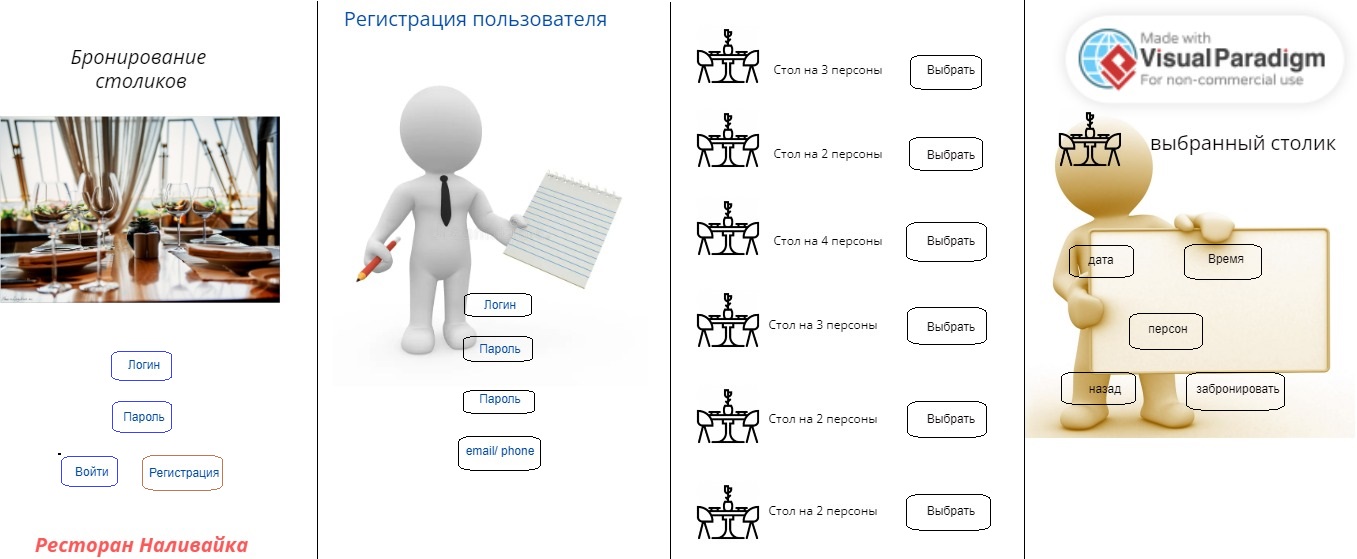 Бронирование
столиков
Логин
Пароль
Войти
Регистрация
Ресторан Наливайка
Регистрация пользователя
Логин
Пароль
Пароль
email/ phone
Стол на 3 персоны
Выбрать
Стол на 2 персоны
Выбрать
Стол на 4 персоны
Выбрать
Стол на 3 персоны
Выбрать
Стол на 2 персоны
Выбрать
Стол на 2 персоны
Выбрать
Made with
Visual Paradigm
For non-commercial use
выбранный столик
дата
Время
персон
назад
забронировать